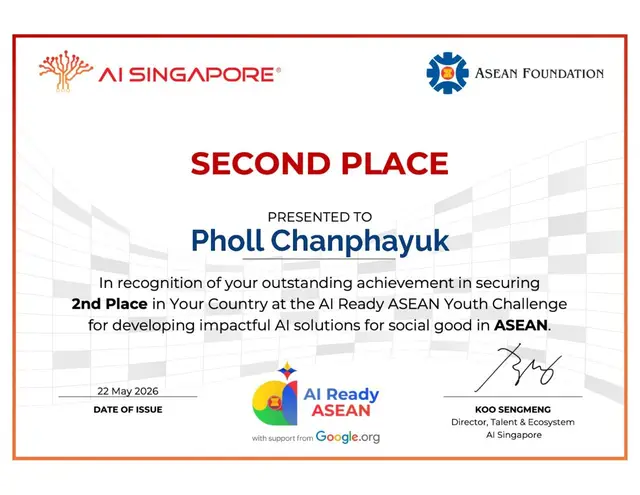 AI SINGAPORE®
ASEAN FOUNDATION
SECOND PLACE
PRESENTED TO
Pholl Chanphayuk
In recognition of your outstanding achievement in securing
2nd Place in Your Country at the AI Ready ASEAN Youth Challenge
for developing impactful AI solutions for social good in ASEAN.
22 May 2026
DATE OF ISSUE
AI Ready
ASEAN
with support from Google.org
KOO SENGMENG
Director, Talent & Ecosystem
AI Singapore